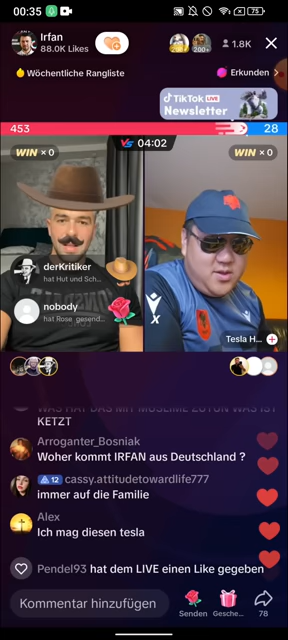 00:35
75
Irfan
88.0K Likes
200+
1.8K
Wöchentliche Rangliste
Erkunden
TikTok LIVE
Newsletter
453
28
WIN × 0
VS 04:02
WIN × 0
derKritiker
hat Hut und Sch...
nobody
hat Rose gesend...
X
Tesla H...
WAS HAT DAS MIT MUSLIME ZUTUN WAS IST
KETZT
Arroganter_Bosniak
Woher kommt IRFAN aus Deutschland ?
12 cassy.attitudetowardlife777
immer auf die Familie
Alex
Ich mag diesen tesla
Pendel93 hat dem LIVE einen Like gegeben
Kommentar hinzufügen
Senden
Gesche...
78